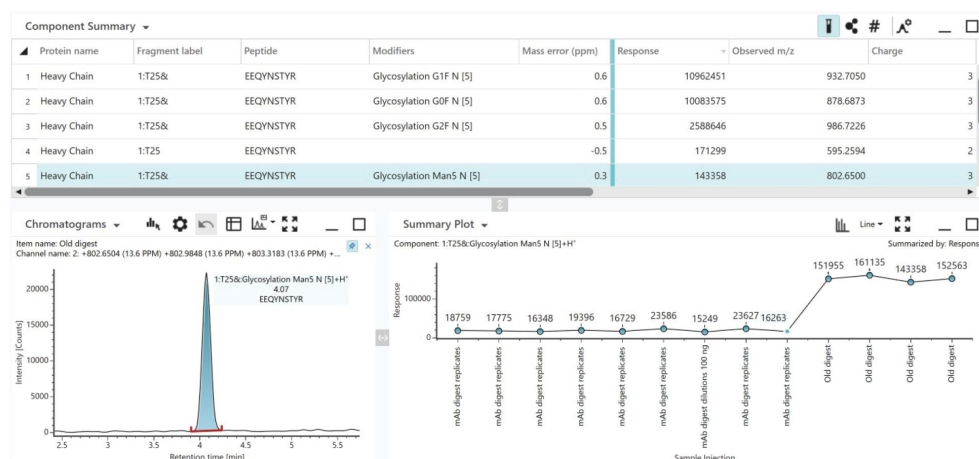 Component Summary
Protein name Fragment label Peptide Modifiers Mass error (ppm) Response Observed m/z Charge
1 Heavy Chain 1:T25& EEQYNSTYR Glycosylation G1F N [5] 0.6 10962451 932.7050 3
2 Heavy Chain 1:T25& EEQYNSTYR Glycosylation G0F N [5] 0.6 10083575 878.6873 3
3 Heavy Chain 1:T25& EEQYNSTYR Glycosylation G2F N [5] 0.5 2588646 986.7226 3
4 Heavy Chain 1:T25 EEQYNSTYR -0.5 171299 595.2594 2
5 Heavy Chain 1:T25& EEQYNSTYR Glycosylation Man5 N [5] 0.3 143358 802.6500 3
Chromatograms
Item name: Old digest
Channel name: 2: +802.6504 (13.6 PPM) +802.9848 (13.6 PPM) +803.3183 (13.6 PPM) +...
1:T25&:Glycosylation Man5 N [5]+H+
4.07
EEQYNSTYR
Intensity [Counts]
20000
15000
10000
5000
0
2.5 3 3.5 4 4.5 5 5.5
Retention time [min]
Summary Plot
Line
Component: 1:T25&:Glycosylation Man5 N [5]+H+
Summarized by: Respons
Response
100000
0
18759 17775 16348 19396 16729 23586 15249 23627 16263 151955 161135 143358 152563
mAb digest replicates
mAb digest replicates
mAb digest replicates
mAb digest replicates
mAb digest replicates
mAb digest replicates
mAb digest dilutions 100 ng
mAb digest replicates
mAb digest replicates
Old digest
Old digest
Old digest
Old digest
Sample Injection